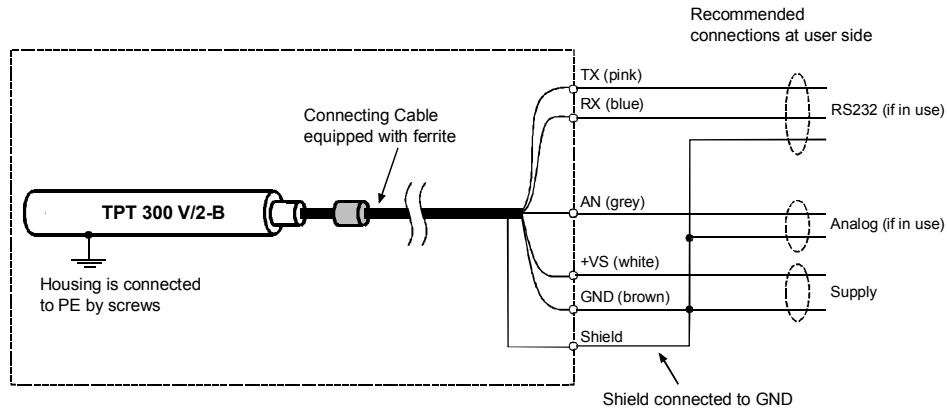 Recommended
connections at user side
TX (pink)
RX (blue)
RS232 (if in use)
Connecting Cable
equipped with ferrite
TPT 300 V/2-B
AN (grey)
Analog (if in use)
+VS (white)
Housing is connected
to PE by screws
GND (brown)
Supply
Shield
Shield connected to GND